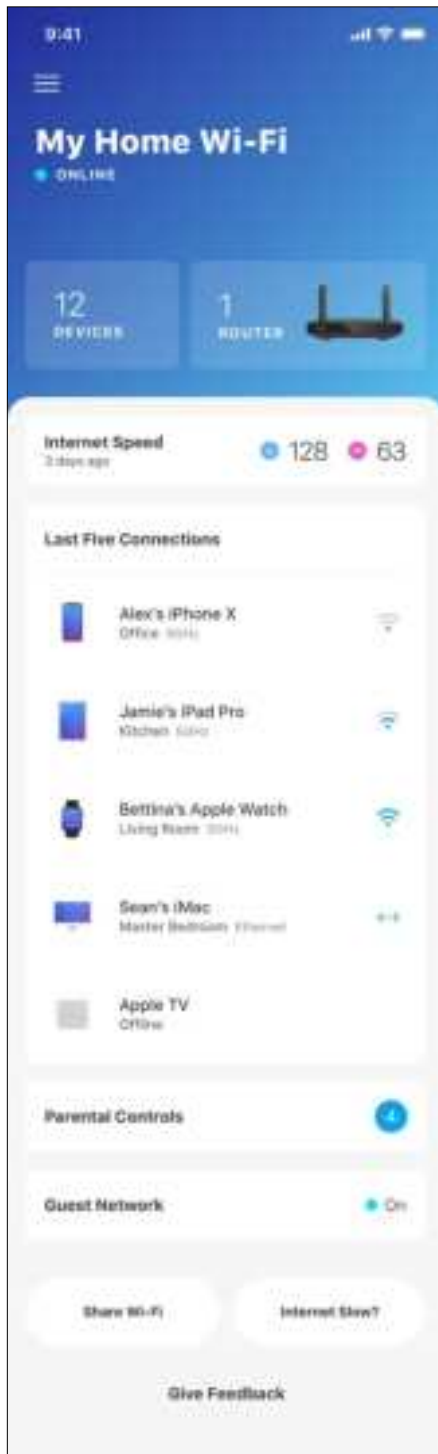 9:41
My Home Wi-Fi
ONLINE
12
DEVICES
1
ROUTER
Internet Speed
128
63
days ago
Last Five Connections
Alex's iPhone X
Office 5GHz
Jamie's iPad Pro
Kitchen 5GHz
Bettina's Apple Watch
Living Room
Sean's iMac
Master Bedroom Ethernet
Apple TV
Offline
Parental Controls
4
Guest Network
On
Share Wi-Fi
Internet Slow?
Give Feedback